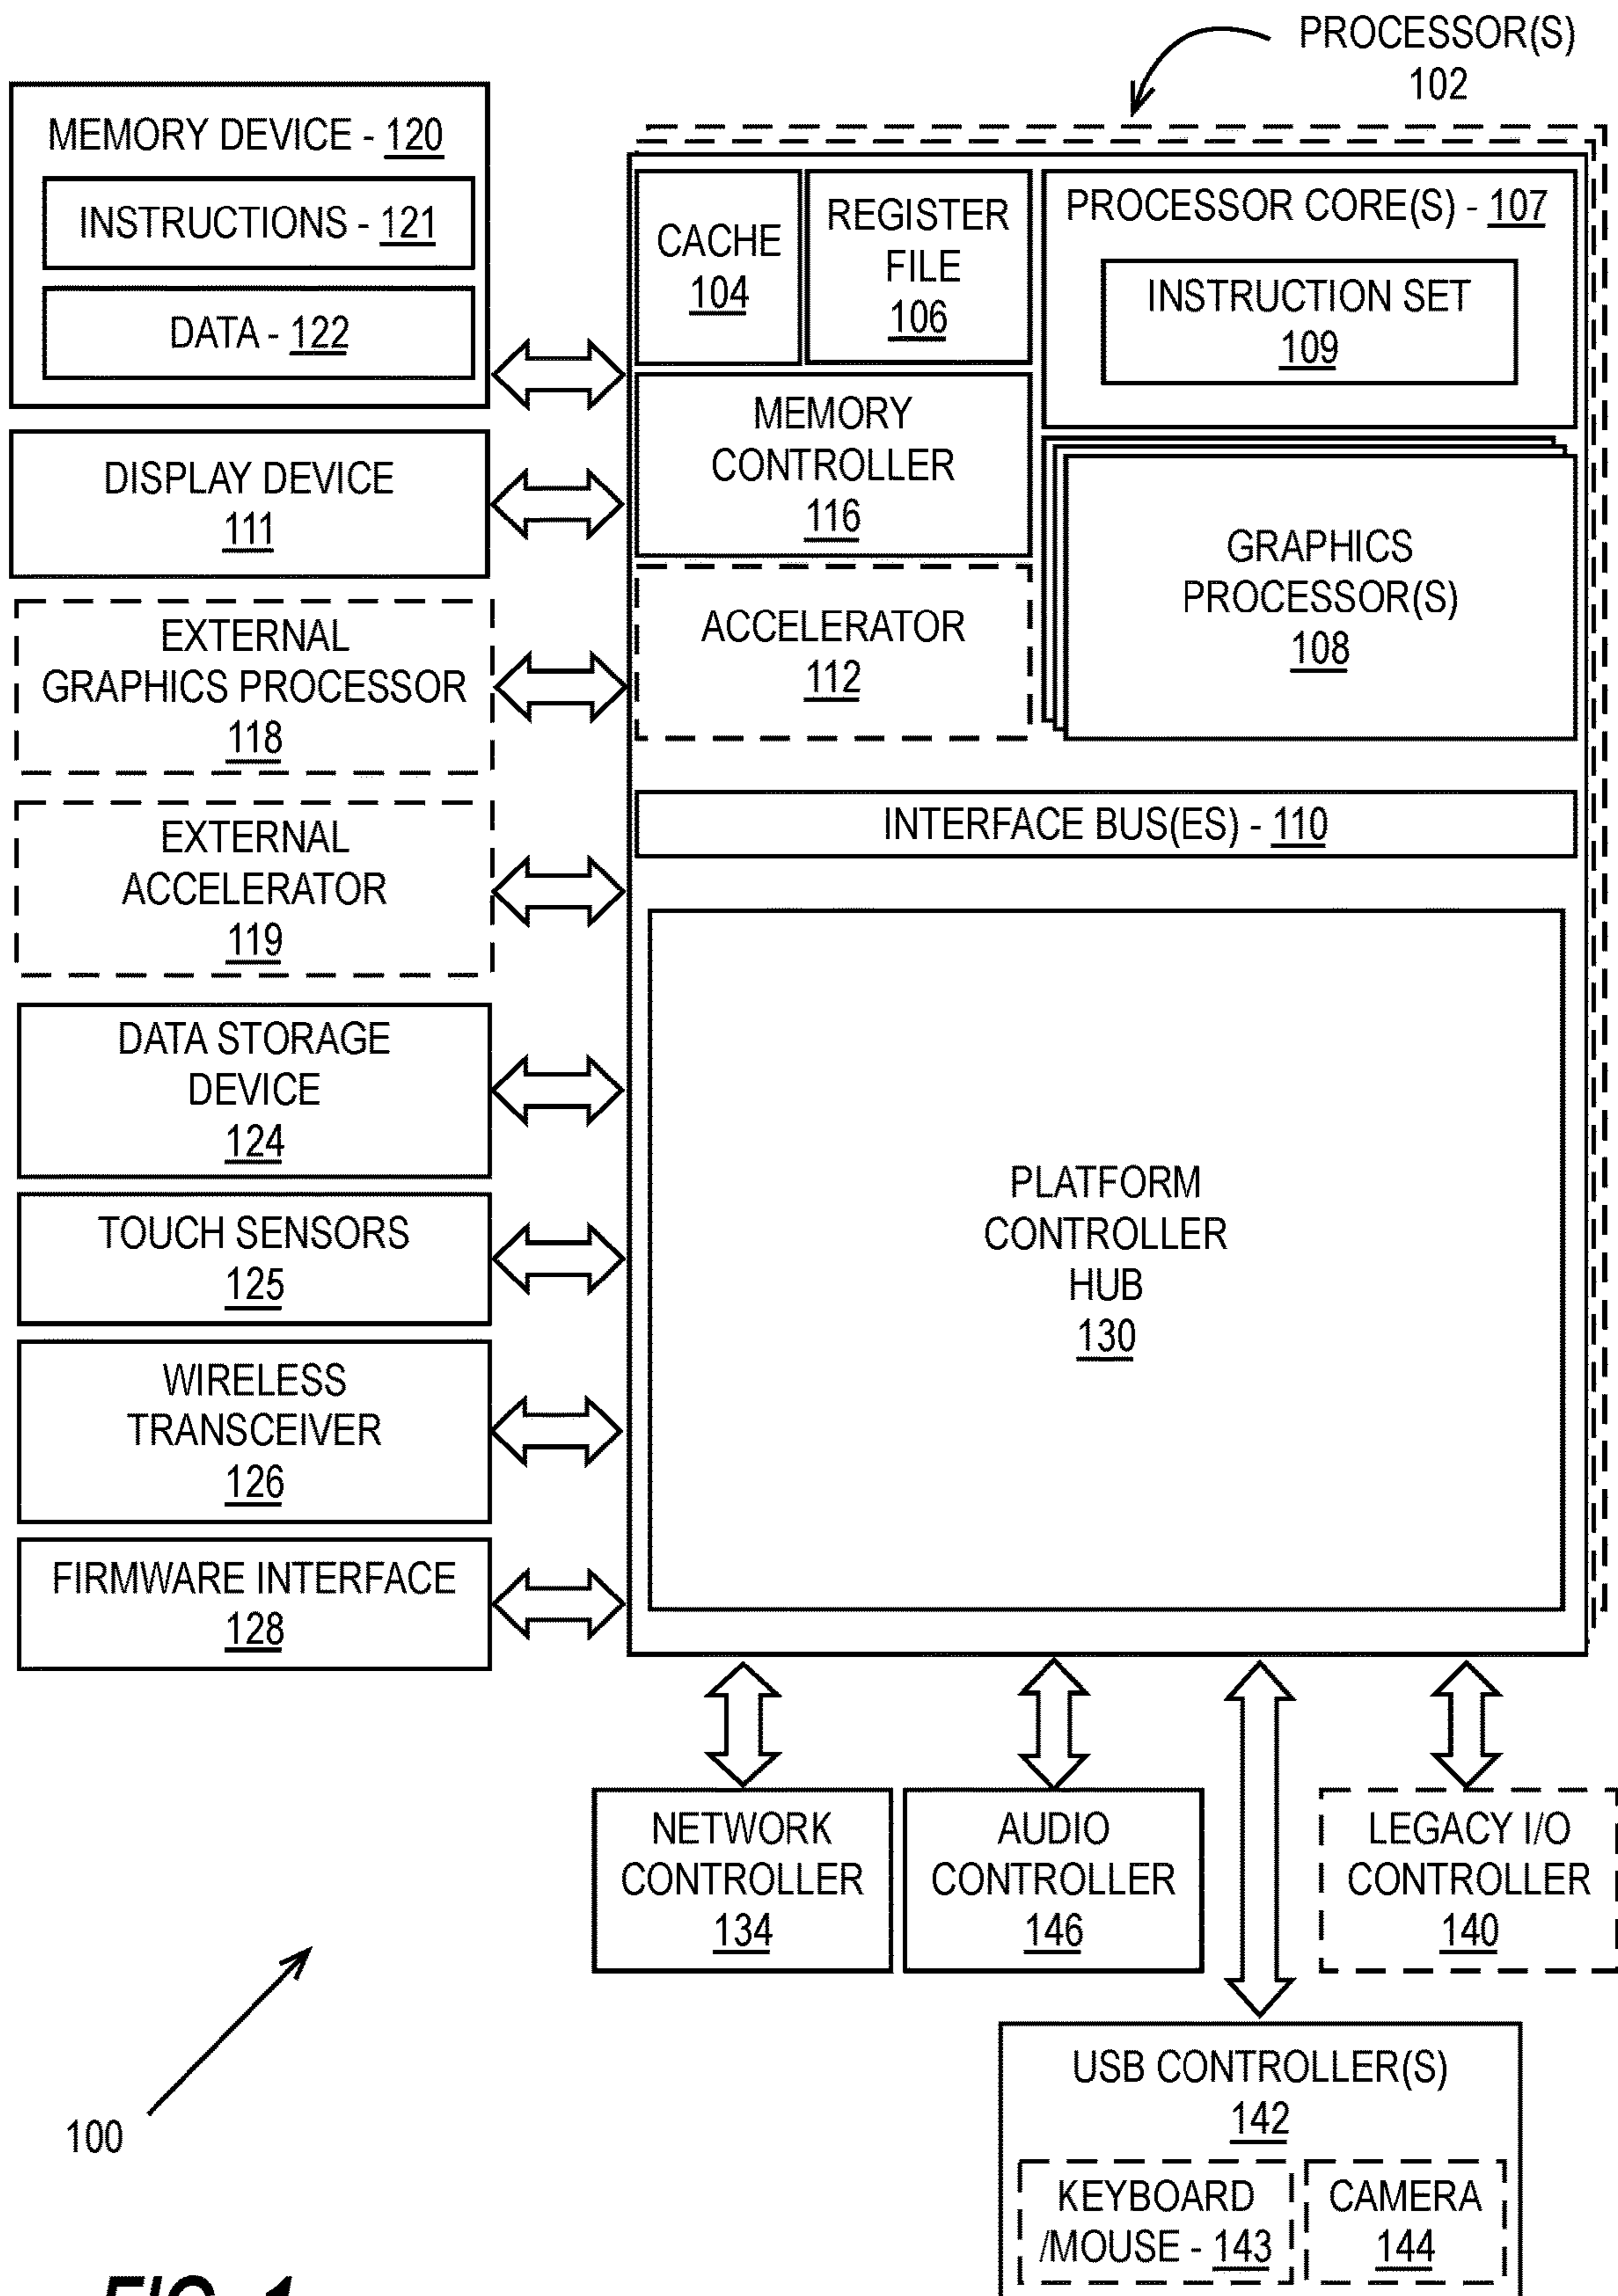 PROCESSOR(S)
102
MEMORY DEVICE - 120
INSTRUCTIONS - 121
DATA - 122
DISPLAY DEVICE
111
EXTERNAL
GRAPHICS PROCESSOR
118
EXTERNAL
ACCELERATOR
119
DATA STORAGE
DEVICE
124
TOUCH SENSORS
125
WIRELESS
TRANSCEIVER
126
FIRMWARE INTERFACE
128
CACHE
104
REGISTER
FILE
106
PROCESSOR CORE(S) - 107
INSTRUCTION SET
109
MEMORY
CONTROLLER
116
ACCELERATOR
112
GRAPHICS
PROCESSOR(S)
108
INTERFACE BUS(ES) - 110
PLATFORM
CONTROLLER
HUB
130
NETWORK
CONTROLLER
134
AUDIO
CONTROLLER
146
LEGACY I/O
CONTROLLER
140
USB CONTROLLER(S)
142
KEYBOARD
/MOUSE - 143
CAMERA
144
100
FIG. 1